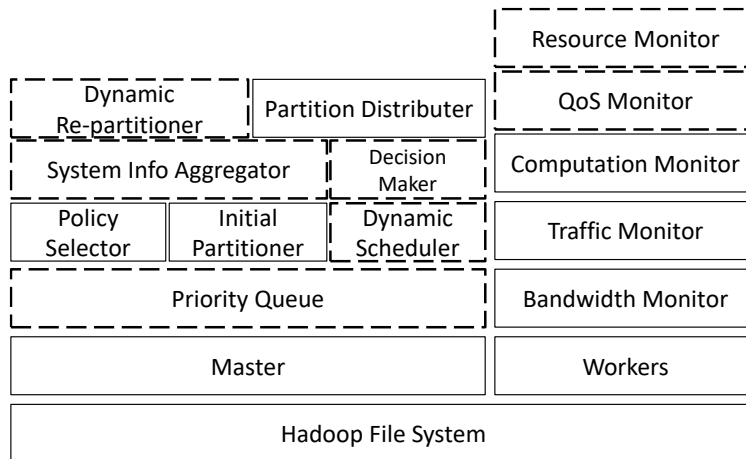 Resource Monitor
Dynamic
Re-partitioner
Partition Distributer
QoS Monitor
System Info Aggregator
Decision
Maker
Computation Monitor
Policy
Selector
Initial
Partitioner
Dynamic
Scheduler
Traffic Monitor
Priority Queue
Bandwidth Monitor
Master
Workers
Hadoop File System